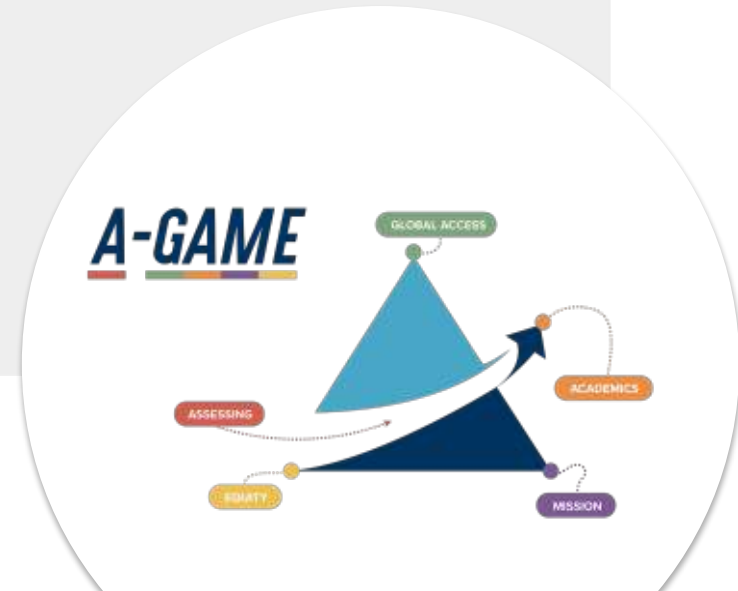 A-GAME
GLOBAL ACCESS
ACADEMICS
ASSESSING
EQUITY
MISSION